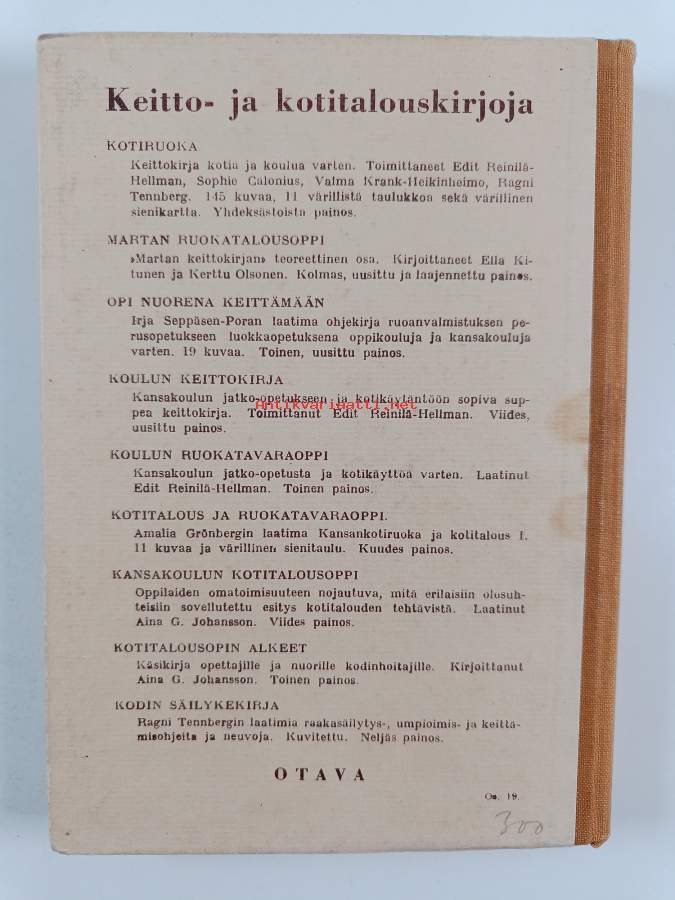 Keitto- ja kotitalouskirjoja
KOTIRUOKA
Keittokirja kotia ja koulua varten. Toimittaneet Edit Reinilä-
Hellman, Sophie Calonius, Valma Krank-Heikinheimo, Ragni
Tennberg. 145 kuvaa, 11 värillistä taulukkoa sekä värillinen
sienikartta. Yhdeksästoista painos.
MARTAN RUOKATALOUSOPPI
»Martan keittokirjan» teoreettinen osa. Kirjoittaneet Ella Ki-
tunen ja Kerttu Olsonen. Kolmas, uusittu ja laajennettu painos.
OPI NUORENA KEITTÄMÄÄN
Irja Seppäsen-Poran laatima ohjekirja ruoanvalmistuksen pe-
rusopetukseen luokkaopetuksena oppikouluja ja kansakouluja
varten. 19 kuvaa. Toinen, uusittu painos.
KOULUN KEITTOKIRJA
Kansakoulun jatko-opetukseen ja kotikäytäntöön sopiva sup-
Antikvariaatti.net
pea keittokirja. Toimittanut Edit Reinilä-Hellman. Viides,
uusittu painos.
KOULUN RUOKATAVARAOPPI
Kansakoulun jatko-opetusta ja kotikäyttöä varten. Laatinut
Edit Reinilä-Hellman. Toinen painos.
KOTITALOUS JA RUOKATAVARAOPPI.
Amalia Grönbergin laatima Kansankotiruoka ja kotitalous I.
11 kuvaa ja värillinen sienitaulu. Kuudes painos.
KANSAKOULUN KOTITALOUSOPPI
Oppilaiden omatoimisuuteen nojautuva, mitä erilaisiin olosuh-
teisiin sovellutettu esitys kotitalouden tehtävistä. Laatinut
Aina G. Johansson. Viides painos.
KOTITALOUSOPIN ALKEET
Käsikirja opettajille ja nuorille kodinhoitajille. Kirjoittanut
Aina G. Johansson. Toinen painos.
KODIN SÄILYKEKIRJA
Ragni Tennbergin laatimia raakasäilytys-, umpioimis- ja keittä-
misohjeita ja neuvoja. Kuvitettu. Neljäs painos.
OTAVA
Os. 19.
300